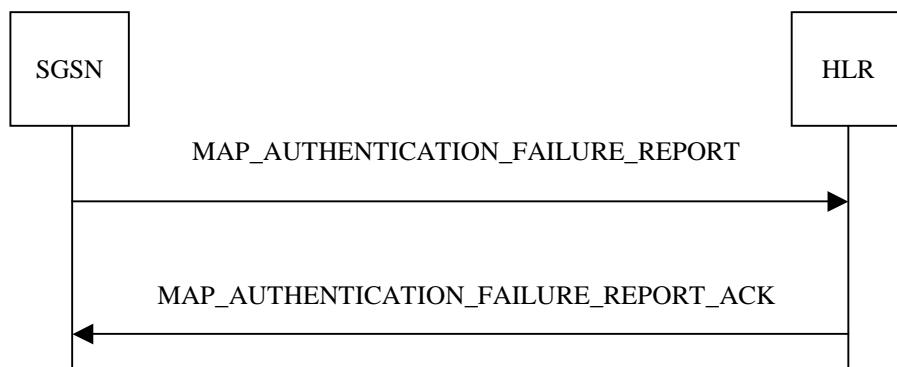 SGSN
HLR
MAP_AUTHENTICATION_FAILURE_REPORT
MAP_AUTHENTICATION_FAILURE_REPORT_ACK